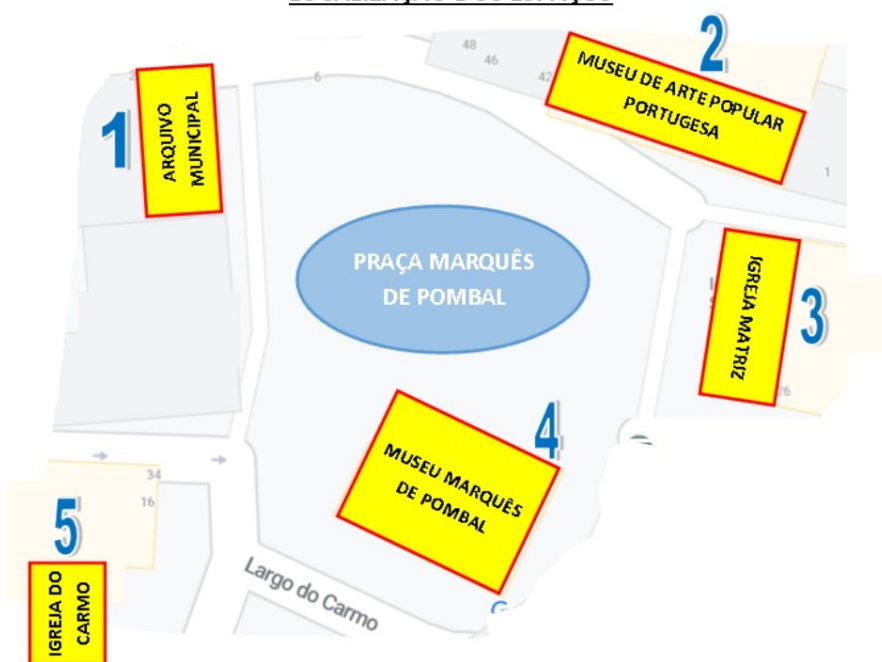 2
48
46
42
MUSEU DE ARTE POPULAR
PORTUGESA
1
2
6
1
ARQUIVO
MUNICIPAL
PRAÇA MARQUÊS
DE POMBAL
IGREJA MATRIZ
3
26
4
MUSEU MARQUÊS
DE POMBAL
34
16
5
IGREJA DO
CARMO
Largo do Carmo
G